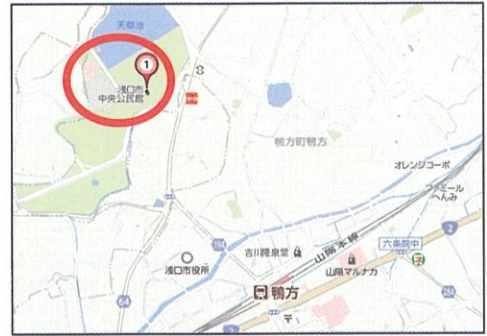 天草池
1
浅口市
中央公民館
鴨方町鴨方
オレンジコーポ
ファミール
へんみ
2
六条院中
山陽本線
吉川隆泉堂
山陽マルナカ
浅口市役所
鴨方
64
2